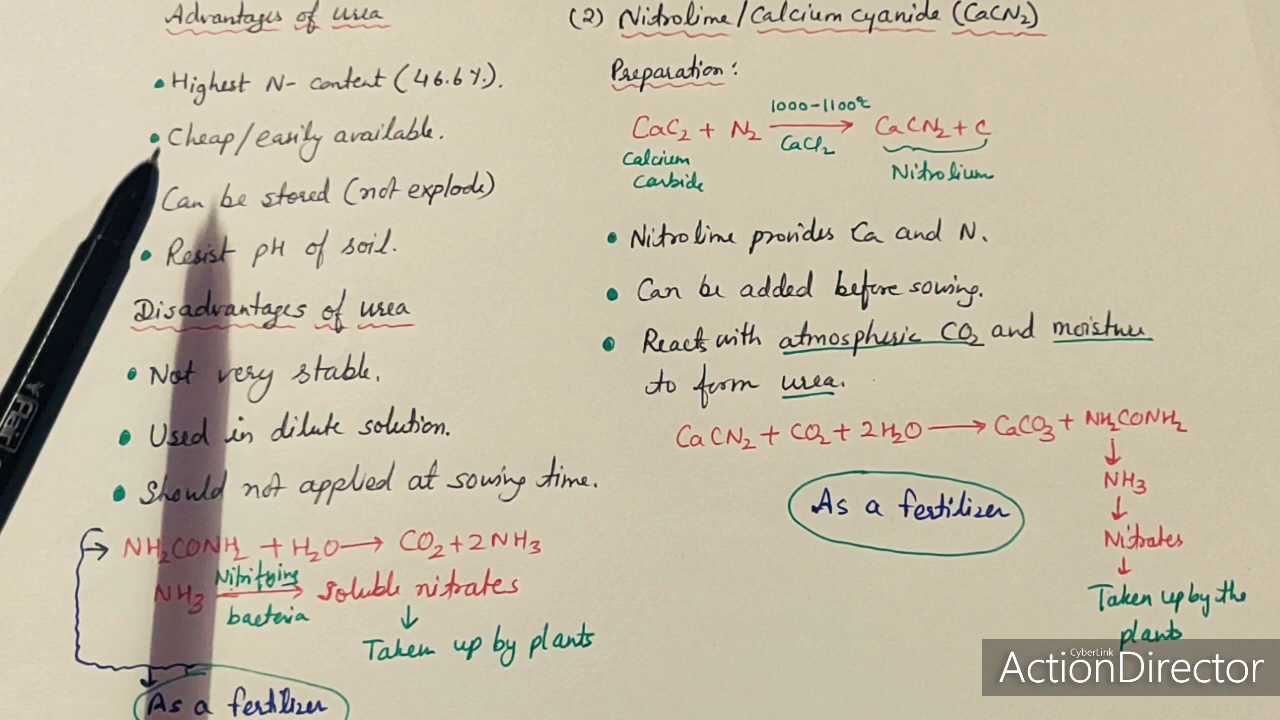 Advantages of urea
• Highest N- content (46.6%).
• Cheap/easily available.
Can be stored (not explode)
• Resist pH of soil.
Disadvantages of urea
• Not very stable.
• Used in dilute solution.
• Should not applied at sowing time.
NH₂CONH₂ + H₂O → CO₂ + 2NH₃
NH₃ Nitrifying bacteria → Soluble nitrates
↓
Taken up by plants
As a fertilizer
(2) Nitrolime/Calcium cyanide (CaCN₂)
Preparation:
1000-1100°C
CaC₂ + N₂ → CaCN₂ + C
CaCl₂
Calcium carbide
Nitrolium
• Nitrolime provides Ca and N.
• Can be added before sowing.
• Reacts with atmospheric CO₂ and moisture
to form urea.
CaCN₂ + CO₂ + 2H₂O → CaCO₃ + NH₂CONH₂
↓
NH₃
↓
Nitrates
↓
Taken up by the
plants
As a fertilizer
CyberLink
ActionDirector